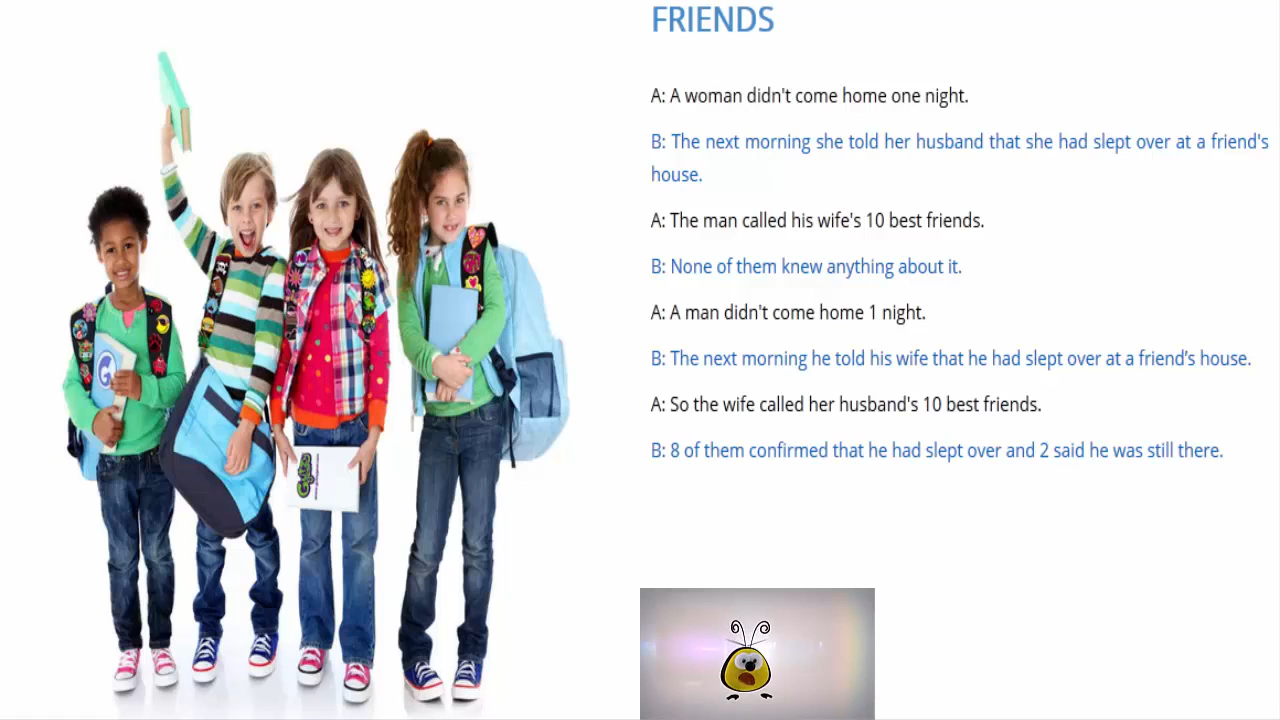 FRIENDS
A: A woman didn't come home one night.
B: The next morning she told her husband that she had slept over at a friend's
house.
A: The man called his wife's 10 best friends.
B: None of them knew anything about it.
A: A man didn't come home 1 night.
B: The next morning he told his wife that he had slept over at a friend’s house.
A: So the wife called her husband's 10 best friends.
B: 8 of them confirmed that he had slept over and 2 said he was still there.